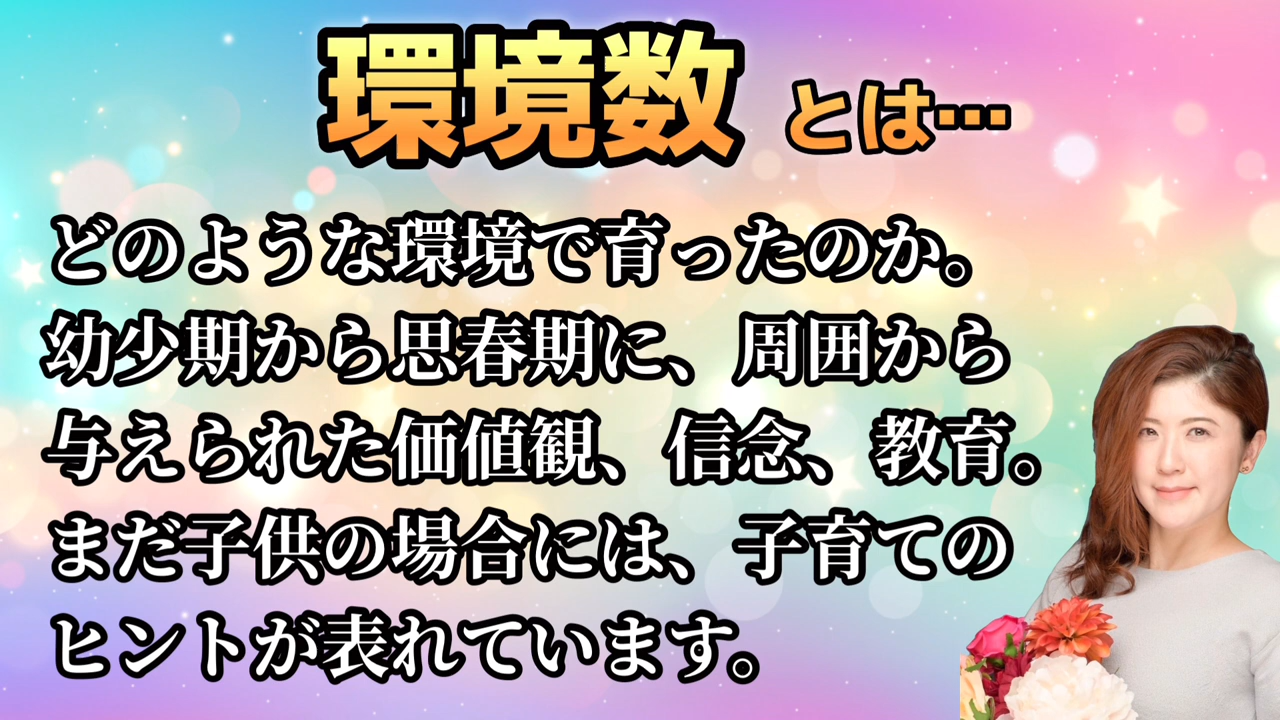 環境数 とは…
どのような環境で育ったのか。
幼少期から思春期に、周囲から
与えられた価値観、信念、教育。
まだ子供の場合には、子育ての
ヒントが表れています。